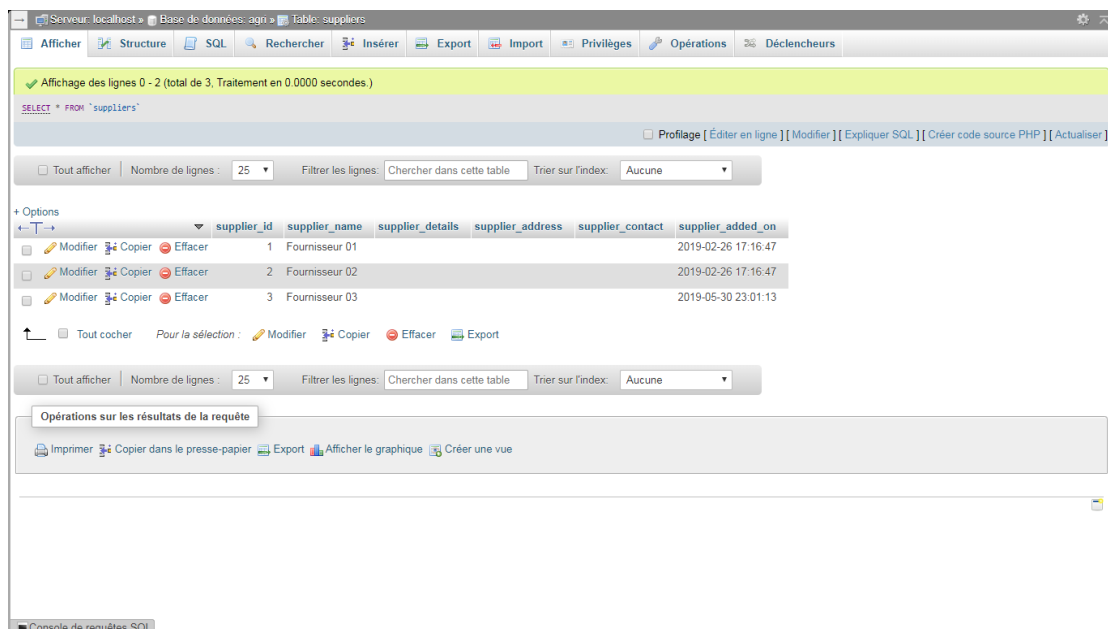 Serveur: localhost » Base de données: agri » Table: suppliers
Afficher Structure SQL Rechercher Insérer Export Import Privilèges Opérations Déclencheurs
Affichage des lignes 0 - 2 (total de 3, Traitement en 0.0000 secondes.)
SELECT * FROM `suppliers`
Profilage [ Éditer en ligne ] [ Modifier ] [ Expliquer SQL ] [ Créer code source PHP ] [ Actualiser ]
Tout afficher Nombre de lignes : 25 Filtrer les lignes: Chercher dans cette table Trier sur l'index: Aucune
+ Options
supplier_id supplier_name supplier_details supplier_address supplier_contact supplier_added_on
Modifier Copier Effacer 1 Fournisseur 01 2019-02-26 17:16:47
Modifier Copier Effacer 2 Fournisseur 02 2019-02-26 17:16:47
Modifier Copier Effacer 3 Fournisseur 03 2019-05-30 23:01:13
Tout cocher Pour la sélection : Modifier Copier Effacer Export
Tout afficher Nombre de lignes : 25 Filtrer les lignes: Chercher dans cette table Trier sur l'index: Aucune
Opérations sur les résultats de la requête
Imprimer Copier dans le presse-papier Export Afficher le graphique Créer une vue
Console de requêtes SQL